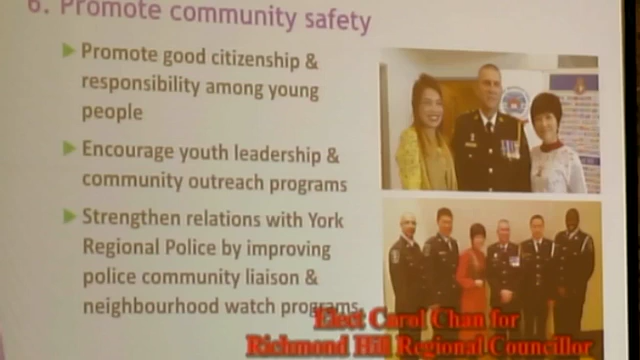 6. Promote community safety
Promote good citizenship &
responsibility among young
people
Encourage youth leadership &
community outreach programs
Strengthen relations with York
Regional Police by improving
police community liaison &
neighbourhood watch programs
Elect Carol Chan for
Richmond Hill Regional Councillor